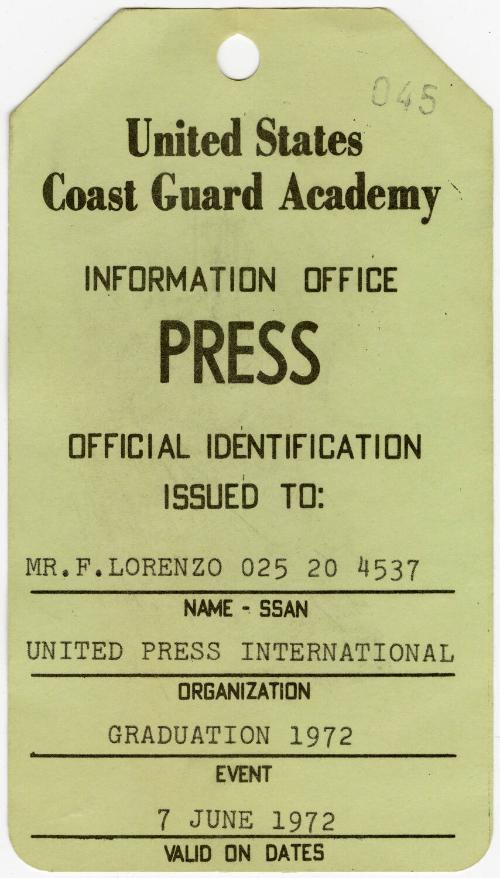 045
United States
Coast Guard Academy
INFORMATION OFFICE
PRESS
OFFICIAL IDENTIFICATION
ISSUED TO:
MR.F.LORENZO 025 20 4537
NAME - SSAN
UNITED PRESS INTERNATIONAL
ORGANIZATION
GRADUATION 1972
EVENT
7 JUNE 1972
VALID ON DATES